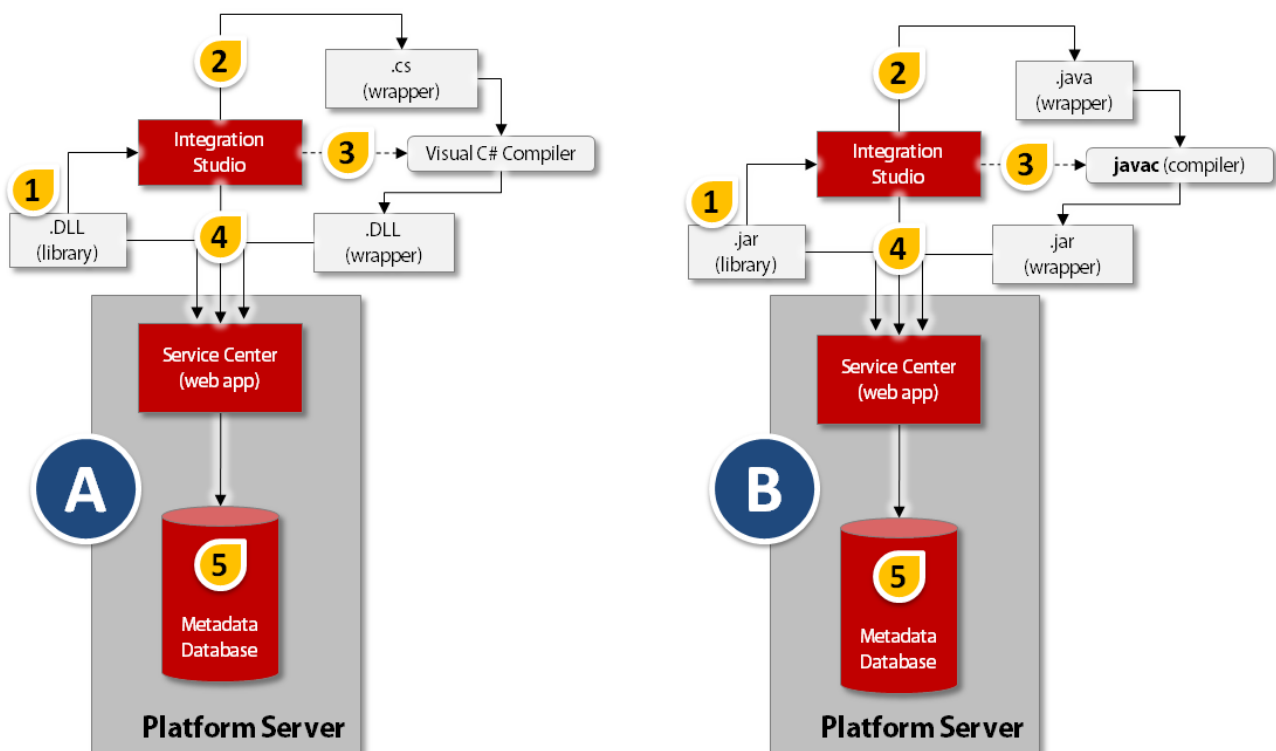 2
.cs
(wrapper)
Integration
Studio
3
Visual C# Compiler
1
.DLL
(library)
4
.DLL
(wrapper)
Service Center
(web app)
A
5
Metadata
Database
Platform Server
2
.java
(wrapper)
Integration
Studio
3
javac (compiler)
1
.jar
(library)
4
.jar
(wrapper)
Service Center
(web app)
B
5
Metadata
Database
Platform Server